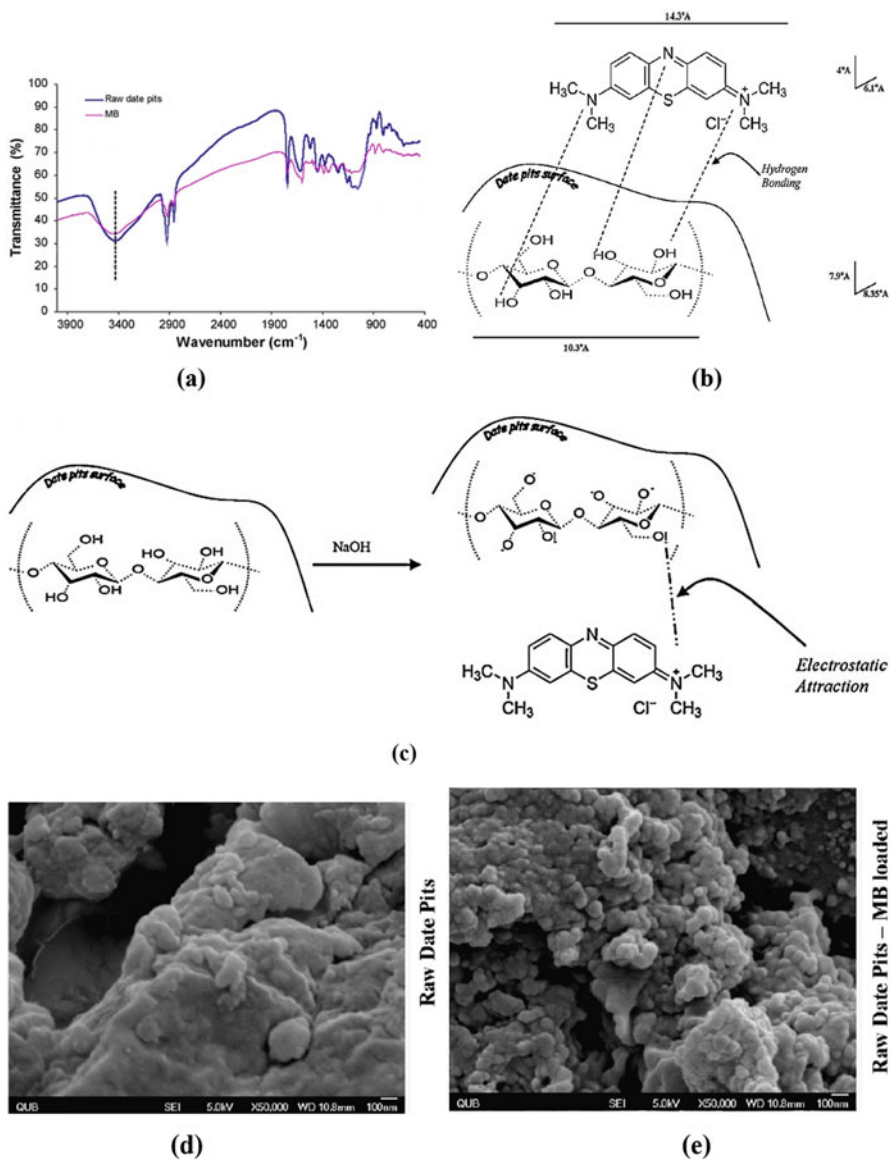 100
90
80
70
60
50
40
30
20
10
0
Transmittance (%)
Raw date pits
MB
3900 3400 2900 2400 1900 1400 900 400
Wavenumber (cm⁻¹)
(a)
14.3°A
N
H₃C N S N⁺ CH₃
CH₃ Cl⁻ CH₃
4°A
6.1°A
Hydrogen
Bonding
Date pits surface
OH HO OH
O O O O
HO OH OH
7.9°A
8.35°A
10.3°A
(b)
Date pits surface
OH HO OH
O O O O
HO OH OH
NaOH
Date pits surface
O⁻ ⁻O O⁻
O O O O
N
H₃C N S N⁺ CH₃
CH₃ Cl⁻ CH₃
Electrostatic
Attraction
(c)
QUB SEI 5.0kV X50,000 WD 10.8mm 100nm
Raw Date Pits
(d)
QUB SEI 5.0kV X50,000 WD 10.8mm 100nm
Raw Date Pits – MB loaded
(e)